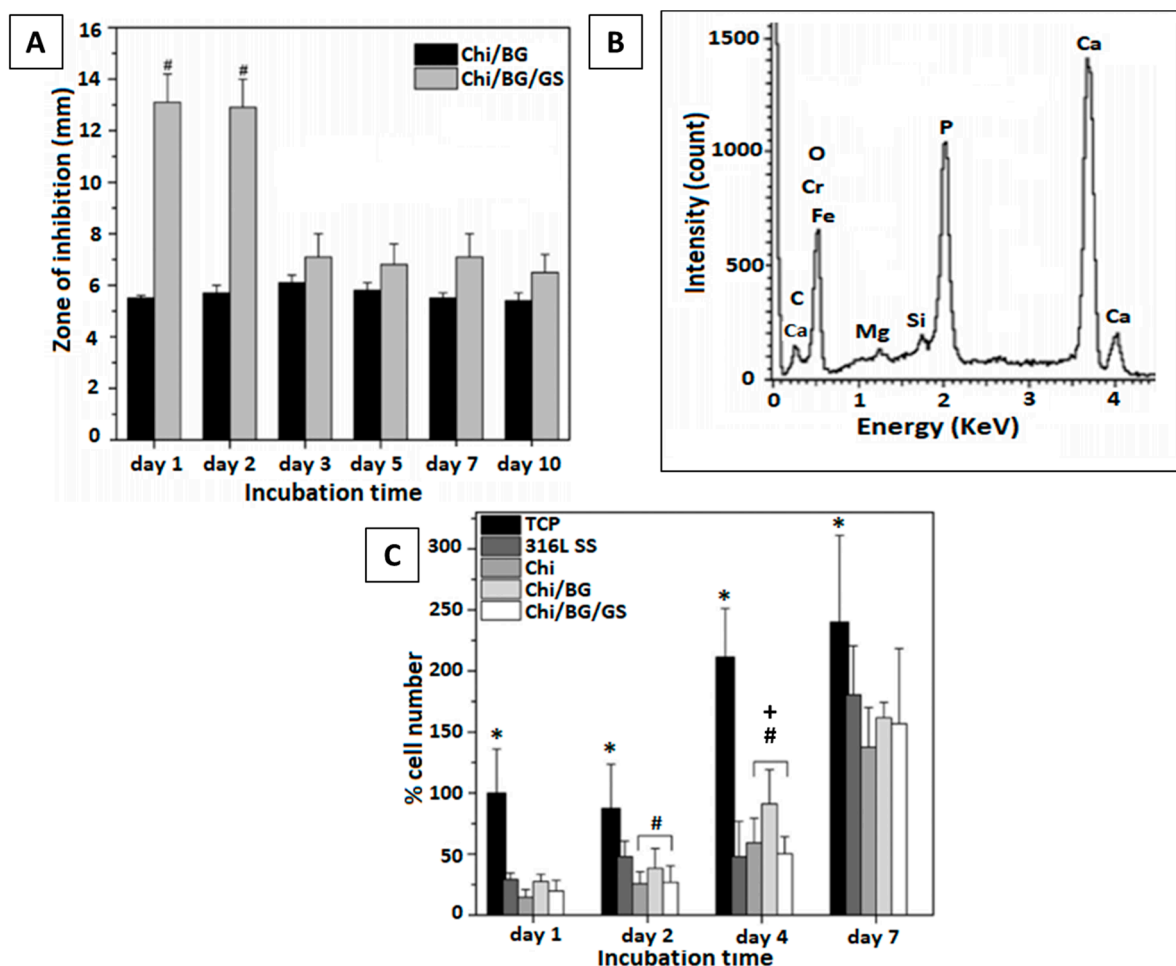 A
16
14
12
10
8
6
4
2
0
Zone of inhibition (mm)
Chi/BG
Chi/BG/GS
#
#
day 1 day 2 day 3 day 5 day 7 day 10
Incubation time
B
1500
1000
500
0
Intensity (count)
Ca
P
O
Cr
Fe
C
Ca
Mg
Si
Ca
0 1 2 3 4
Energy (KeV)
C
300
250
200
150
100
50
0
% cell number
TCP
316L SS
Chi
Chi/BG
Chi/BG/GS
*
*
#
*
+
#
*
day 1 day 2 day 4 day 7
Incubation time